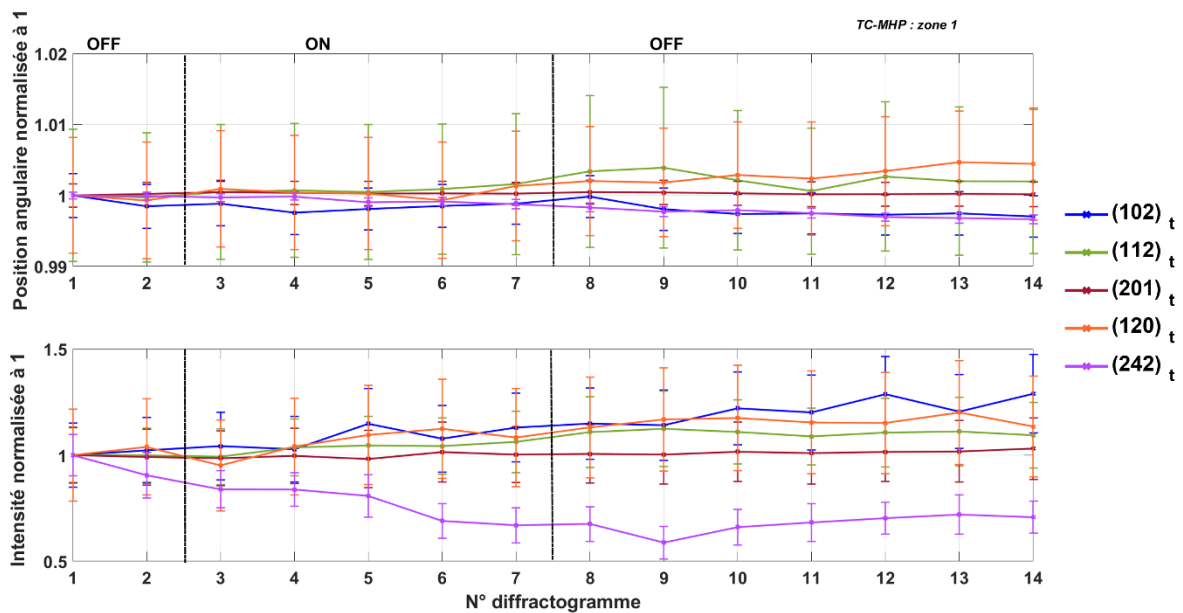 TC-MHP : zone 1
OFF ON OFF
Position angulaire normalisée à 1
1.02
1.01
1
0.99
1 2 3 4 5 6 7 8 9 10 11 12 13 14
(102) t
(112) t
(201) t
(120) t
(242) t
Intensité normalisée à 1
1.5
1
0.5
1 2 3 4 5 6 7 8 9 10 11 12 13 14
N° diffractogramme